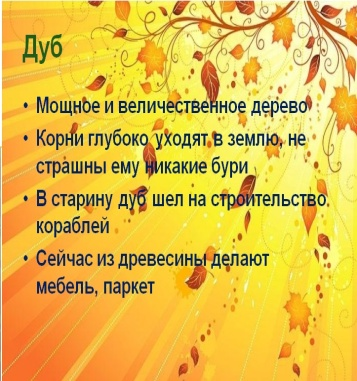 Дуб
• Мощное и величественное дерево
• Корни глубоко уходят в землю, не
страшны ему никакие бури
• В старину дуб шел на строительство
кораблей
• Сейчас из древесины делают
мебель, паркет